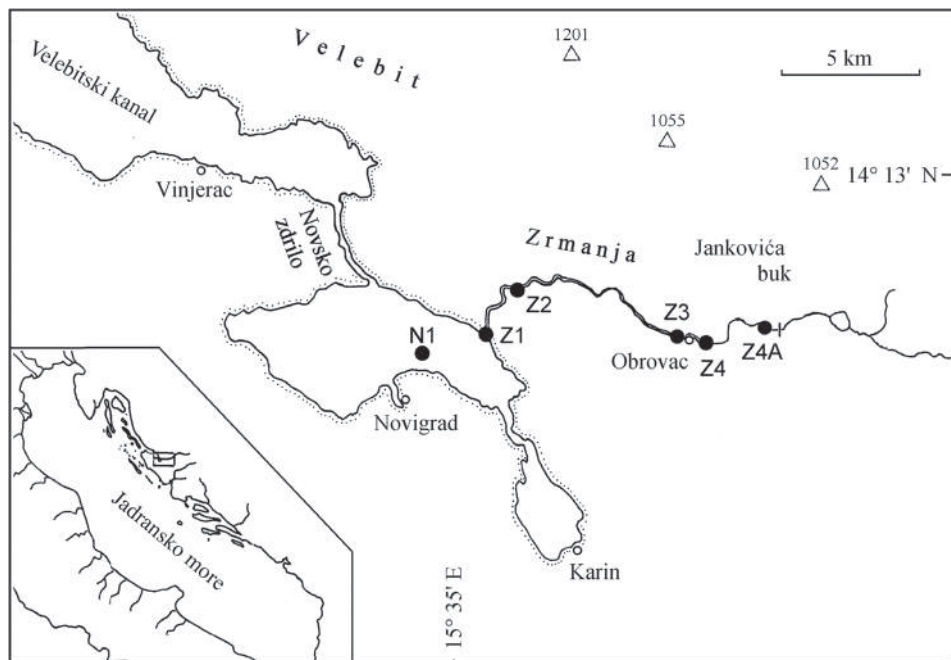 1201
Velebit
5 km
Velebitski kanal
1055
1052
14° 13' N
Vinjerac
Novsko
zdrilo
Zrmanja
Jankovića
buk
Z2
Z3
Z1
N1
Z4A
Obrovac
Z4
Novigrad
Jadransko more
Karin
15° 35' E